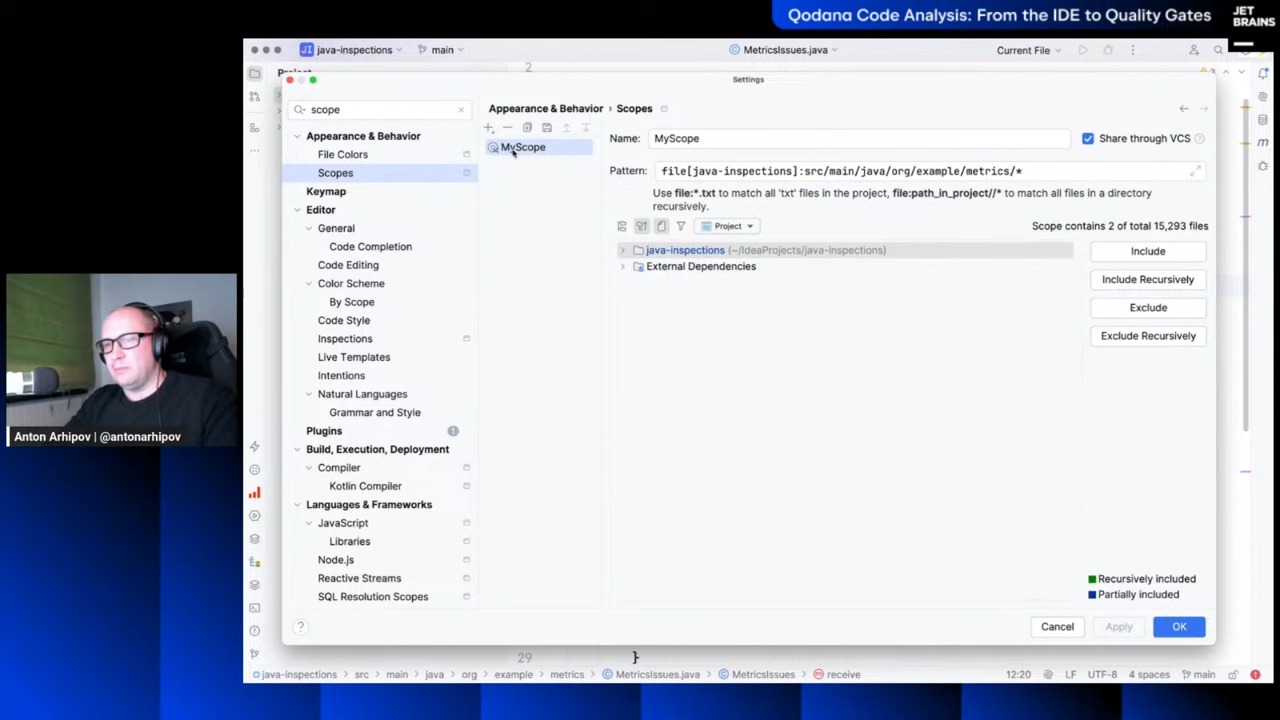 Qodana Code Analysis: From the IDE to Quality Gates
JET
BRAINS
JI java-inspections
main
MetricsIssues.java
Current File
Project
2
Settings
scope
Appearance & Behavior
File Colors
Scopes
Keymap
Editor
General
Code Completion
Code Editing
Color Scheme
By Scope
Code Style
Inspections
Live Templates
Intentions
Natural Languages
Grammar and Style
Plugins
1
Build, Execution, Deployment
Compiler
Kotlin Compiler
Languages & Frameworks
JavaScript
Libraries
Node.js
Reactive Streams
SQL Resolution Scopes
Appearance & Behavior › Scopes
MyScope
Name: MyScope
Share through VCS
Pattern: file[java-inspections]:src/main/java/org/example/metrics/*
Use file:*.txt to match all 'txt' files in the project, file:path_in_project//* to match all files in a directory
recursively.
Project
Scope contains 2 of total 15,293 files
java-inspections (~/IdeaProjects/java-inspections)
External Dependencies
Include
Include Recursively
Exclude
Exclude Recursively
Recursively included
Partially included
?
Cancel
Apply
OK
29
}
java-inspections › src › main › java › org › example › metrics › MetricsIssues.java › MetricsIssues › receive
12:20
LF
UTF-8
4 spaces
main
Anton Arhipov | @antonarhipov